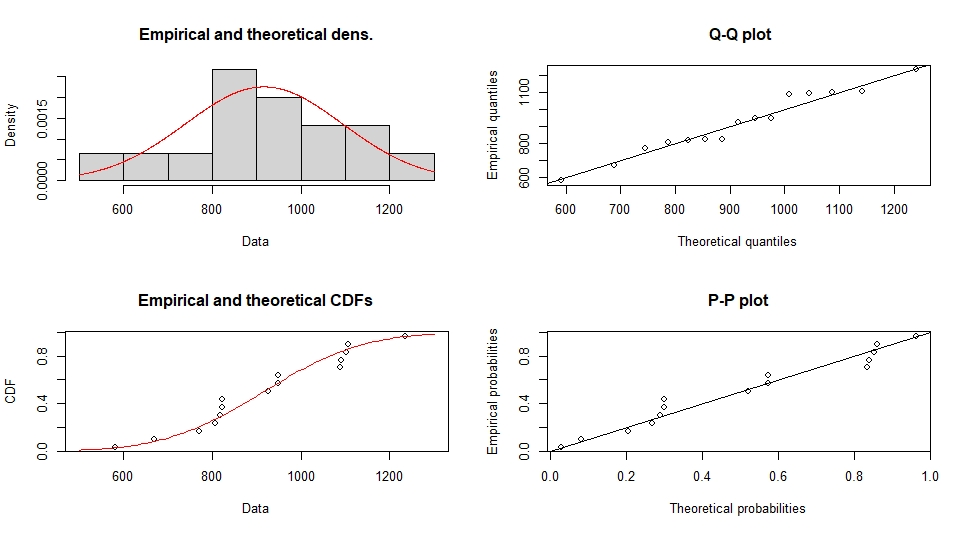 Empirical and theoretical dens.
Density
0.0000 0.0015
600 800 1000 1200
Data
Q-Q plot
Empirical quantiles
600 800 1100
600 700 800 900 1000 1100 1200
Theoretical quantiles
Empirical and theoretical CDFs
CDF
0.0 0.4 0.8
600 800 1000 1200
Data
P-P plot
Empirical probabilities
0.0 0.4 0.8
0.0 0.2 0.4 0.6 0.8 1.0
Theoretical probabilities